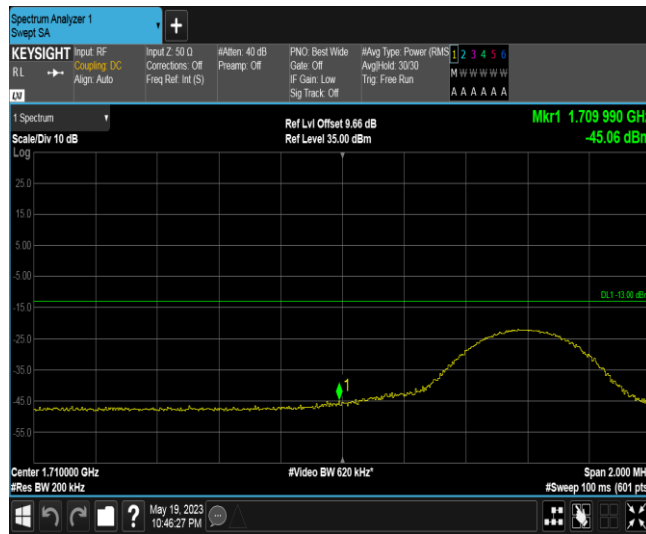 Spectrum Analyzer 1
Swept SA
+
KEYSIGHT
RL
LXI
Input: RF
Coupling: DC
Align: Auto
Input Z: 50 Ω
Corrections: Off
Freq Ref: Int (S)
#Atten: 40 dB
Preamp: Off
PNO: Best Wide
Gate: Off
IF Gain: Low
Sig Track: Off
#Avg Type: Power (RMS
Avg|Hold: 30/30
Trig: Free Run
1 2 3 4 5 6
M W W W W W
A A A A A A
1 Spectrum
Scale/Div 10 dB
Log
Ref Lvl Offset 9.66 dB
Ref Level 35.00 dBm
Mkr1 1.709 990 GHz
-45.06 dBm
25.0
15.0
5.00
-5.00
DL1 -13.00 dBm
-15.0
-25.0
-35.0
1
-45.0
-55.0
Center 1.710000 GHz
#Res BW 200 kHz
#Video BW 620 kHz*
Span 2.000 MH
#Sweep 100 ms (601 pts
?
May 19, 2023
10:46:27 PM